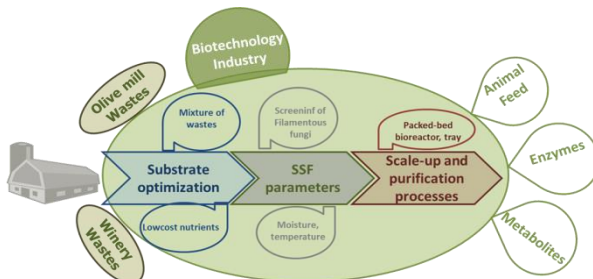 Biotechnology
Industry
Olive mill
Wastes
Mixture of
wastes
Screeninf of
Filamentous
fungi
Packed-bed
bioreactor, tray
Animal
Feed
Substrate
optimization
SSF
parameters
Scale-up and
purification
processes
Enzymes
Lowcost nutrients
Moisture,
temperature
Winery
Wastes
Metabolites